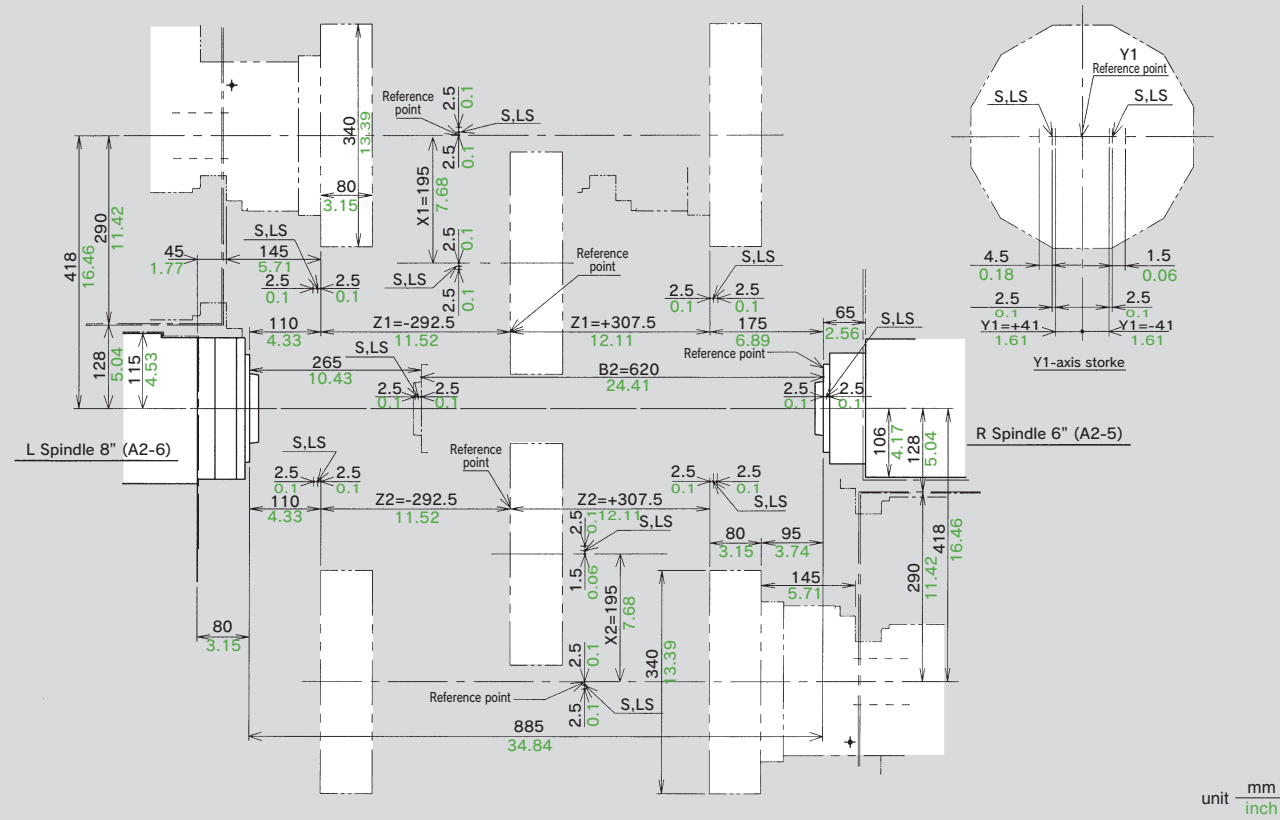 Reference
point
2.5
0.1
S,LS
2.5
0.1
340
13.39
80
3.15
X1=195
7.68
Y1
Reference point
S,LS
S,LS
418
16.46
290
11.42
45
1.77
145
5.71
S,LS
2.5
0.1
2.5
0.1
S,LS
2.5
0.1
2.5
0.1
Reference
point
S,LS
2.5
0.1
2.5
0.1
4.5
0.18
1.5
0.06
2.5
0.1
2.5
0.1
Y1=+41
1.61
Y1=-41
1.61
Y1-axis storke
110
4.33
Z1=-292.5
11.52
Z1=+307.5
12.11
175
6.89
65
2.56
S,LS
Reference point
128
5.04
115
4.53
265
10.43
S,LS
B2=620
24.41
2.5
0.1
2.5
0.1
2.5
0.1
2.5
0.1
L Spindle 8” (A2-6)
R Spindle 6” (A2-5)
106
4.17
128
5.04
S,LS
Reference
point
2.5
0.1
2.5
0.1
2.5
0.1
2.5
0.1
S,LS
110
4.33
Z2=-292.5
11.52
Z2=+307.5
12.11
2.5
0.1
S,LS
1.5
0.06
80
3.15
95
3.74
418
16.46
290
11.42
145
5.71
X2=195
7.68
80
3.15
340
13.39
2.5
0.1
Reference point
S,LS
2.5
0.1
885
34.84
unit
mm
inch